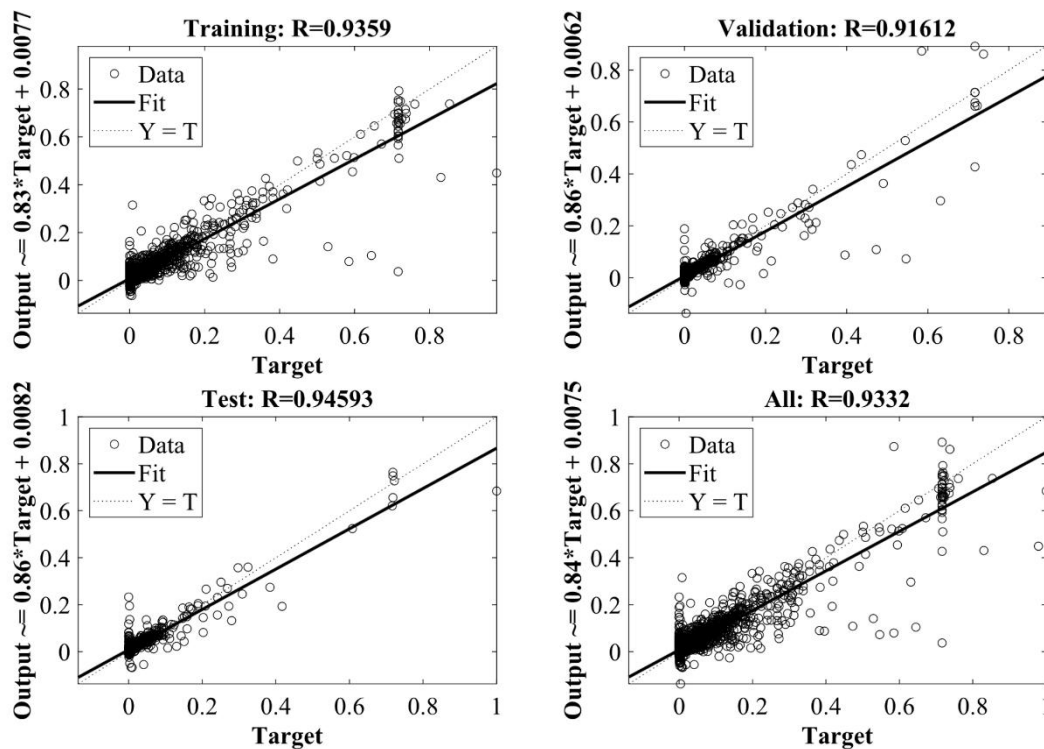 Training: R=0.9359
Output ~= 0.83*Target + 0.0077
Data
Fit
Y = T
0.8
0.6
0.4
0.2
0
0 0.2 0.4 0.6 0.8
Target
Validation: R=0.91612
Output ~= 0.86*Target + 0.0062
Data
Fit
Y = T
0.8
0.6
0.4
0.2
0
0 0.2 0.4 0.6 0.8
Target
Test: R=0.94593
Output ~= 0.86*Target + 0.0082
Data
Fit
Y = T
1
0.8
0.6
0.4
0.2
0
0 0.2 0.4 0.6 0.8 1
Target
All: R=0.9332
Output ~= 0.84*Target + 0.0075
Data
Fit
Y = T
1
0.8
0.6
0.4
0.2
0
0 0.2 0.4 0.6 0.8 1
Target